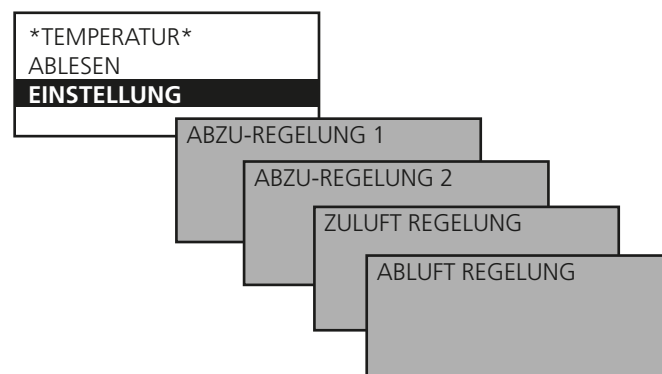 *TEMPERATUR*
ABLESEN
EINSTELLUNG
ABZU-REGELUNG 1
ABZU-REGELUNG 2
ZULUFT REGELUNG
ABLUFT REGELUNG